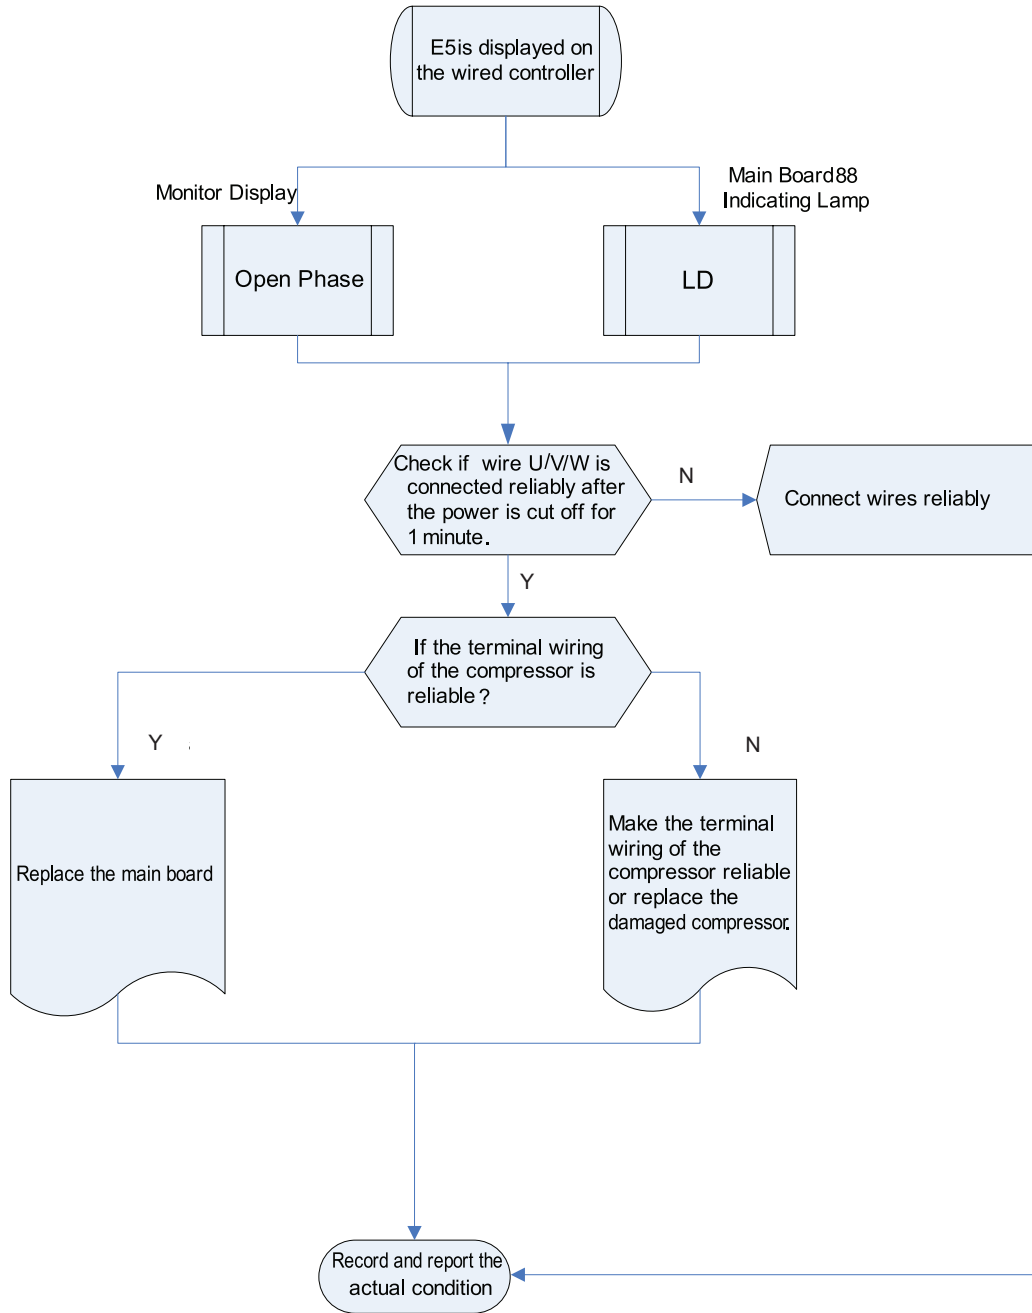 E5is displayed on
the wired controller
Monitor Display
Main Board88
Indicating Lamp
Open Phase
LD
Check if wire U/V/W is
connected reliably after
the power is cut off for
1 minute.
N
Connect wires reliably
Y
If the terminal wiring
of the compressor is
reliable?
Y
N
Replace the main board
Make the terminal
wiring of the
compressor reliable
or replace the
damaged compressor.
Record and report the
actual condition